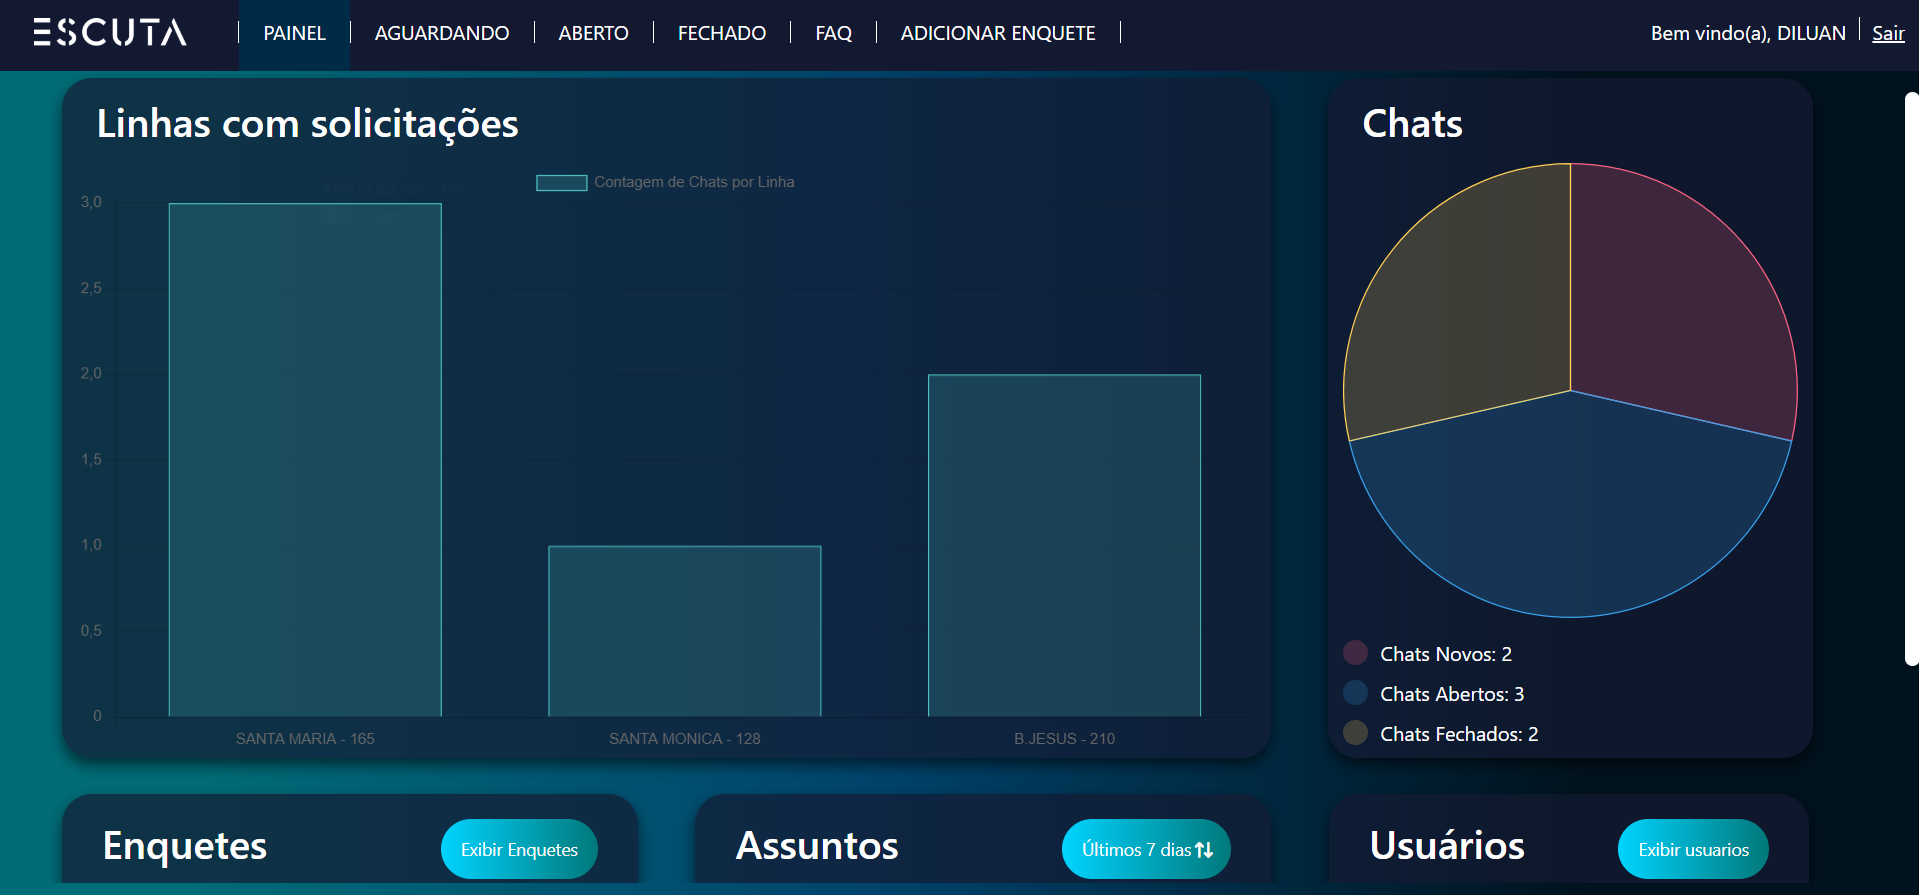 ESCUTA
PAINEL
AGUARDANDO
ABERTO
FECHADO
FAQ
ADICIONAR ENQUETE
Bem vindo(a), DILUAN
Sair
Linhas com solicitações
Contagem de Chats por Linha
3,0
2,5
2,0
1,5
1,0
0,5
0
SANTA MARIA - 165
SANTA MONICA - 128
B.JESUS - 210
Chats
Chats Novos: 2
Chats Abertos: 3
Chats Fechados: 2
Enquetes
Exibir Enquetes
Assuntos
Últimos 7 dias
Usuários
Exibir usuarios